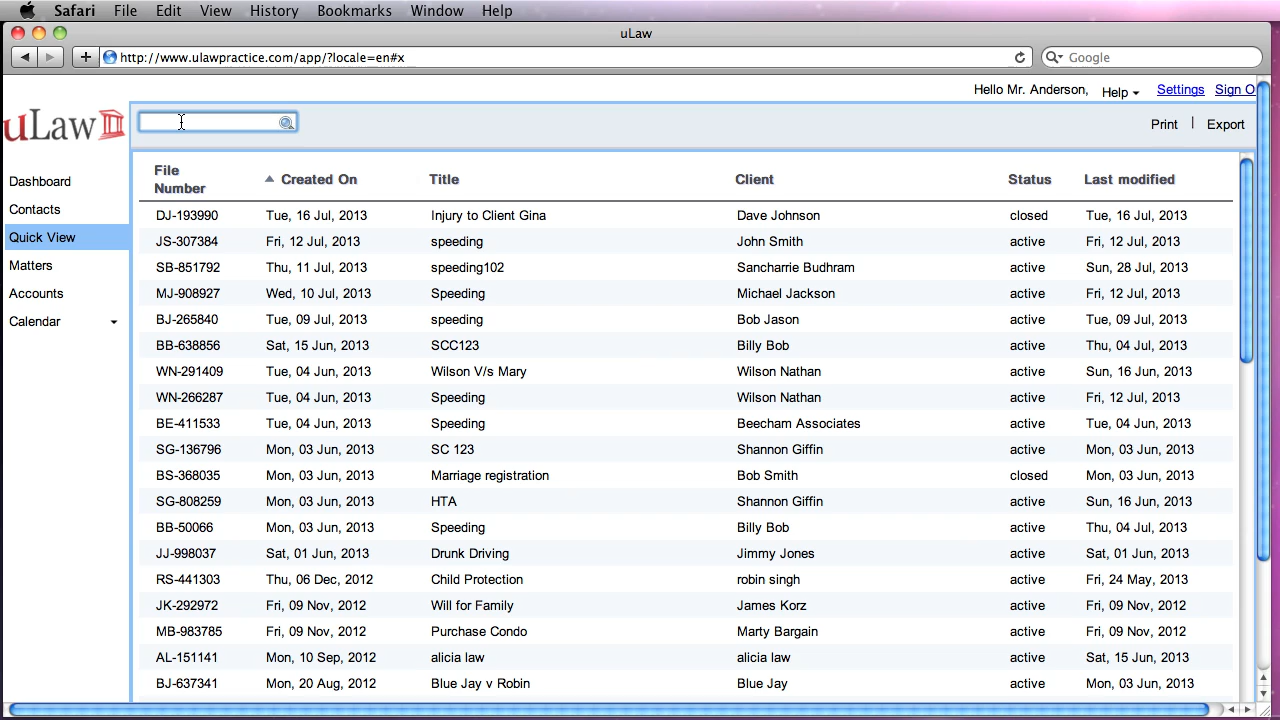 Safari File Edit View History Bookmarks Window Help
uLaw
http://www.ulawpractice.com/app/?locale=en#x Google
Hello Mr. Anderson, Help Settings Sign O
uLaw
Print | Export
Dashboard
Contacts
Quick View
Matters
Accounts
Calendar
File Number Created On Title Client Status Last modified
DJ-193990 Tue, 16 Jul, 2013 Injury to Client Gina Dave Johnson closed Tue, 16 Jul, 2013
JS-307384 Fri, 12 Jul, 2013 speeding John Smith active Fri, 12 Jul, 2013
SB-851792 Thu, 11 Jul, 2013 speeding102 Sancharrie Budhram active Sun, 28 Jul, 2013
MJ-908927 Wed, 10 Jul, 2013 Speeding Michael Jackson active Fri, 12 Jul, 2013
BJ-265840 Tue, 09 Jul, 2013 speeding Bob Jason active Tue, 09 Jul, 2013
BB-638856 Sat, 15 Jun, 2013 SCC123 Billy Bob active Thu, 04 Jul, 2013
WN-291409 Tue, 04 Jun, 2013 Wilson V/s Mary Wilson Nathan active Sun, 16 Jun, 2013
WN-266287 Tue, 04 Jun, 2013 Speeding Wilson Nathan active Fri, 12 Jul, 2013
BE-411533 Tue, 04 Jun, 2013 Speeding Beecham Associates active Tue, 04 Jun, 2013
SG-136796 Mon, 03 Jun, 2013 SC 123 Shannon Giffin active Mon, 03 Jun, 2013
BS-368035 Mon, 03 Jun, 2013 Marriage registration Bob Smith closed Mon, 03 Jun, 2013
SG-808259 Mon, 03 Jun, 2013 HTA Shannon Giffin active Sun, 16 Jun, 2013
BB-50066 Mon, 03 Jun, 2013 Speeding Billy Bob active Thu, 04 Jul, 2013
JJ-998037 Sat, 01 Jun, 2013 Drunk Driving Jimmy Jones active Sat, 01 Jun, 2013
RS-441303 Thu, 06 Dec, 2012 Child Protection robin singh active Fri, 24 May, 2013
JK-292972 Fri, 09 Nov, 2012 Will for Family James Korz active Fri, 09 Nov, 2012
MB-983785 Fri, 09 Nov, 2012 Purchase Condo Marty Bargain active Fri, 09 Nov, 2012
AL-151141 Mon, 10 Sep, 2012 alicia law alicia law active Sat, 15 Jun, 2013
BJ-637341 Mon, 20 Aug, 2012 Blue Jay v Robin Blue Jay active Mon, 03 Jun, 2013